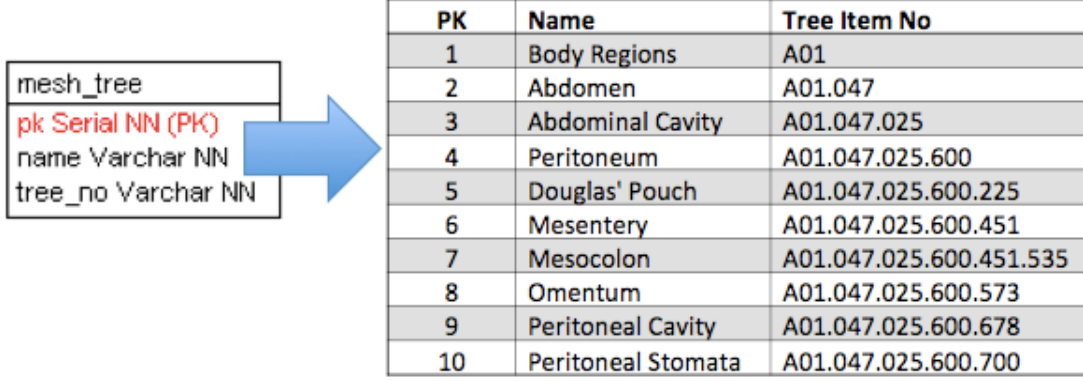 mesh_tree
pk Serial NN (PK)
name Varchar NN
tree_no Varchar NN
PK Name Tree Item No
1 Body Regions A01
2 Abdomen A01.047
3 Abdominal Cavity A01.047.025
4 Peritoneum A01.047.025.600
5 Douglas' Pouch A01.047.025.600.225
6 Mesentery A01.047.025.600.451
7 Mesocolon A01.047.025.600.451.535
8 Omentum A01.047.025.600.573
9 Peritoneal Cavity A01.047.025.600.678
10 Peritoneal Stomata A01.047.025.600.700